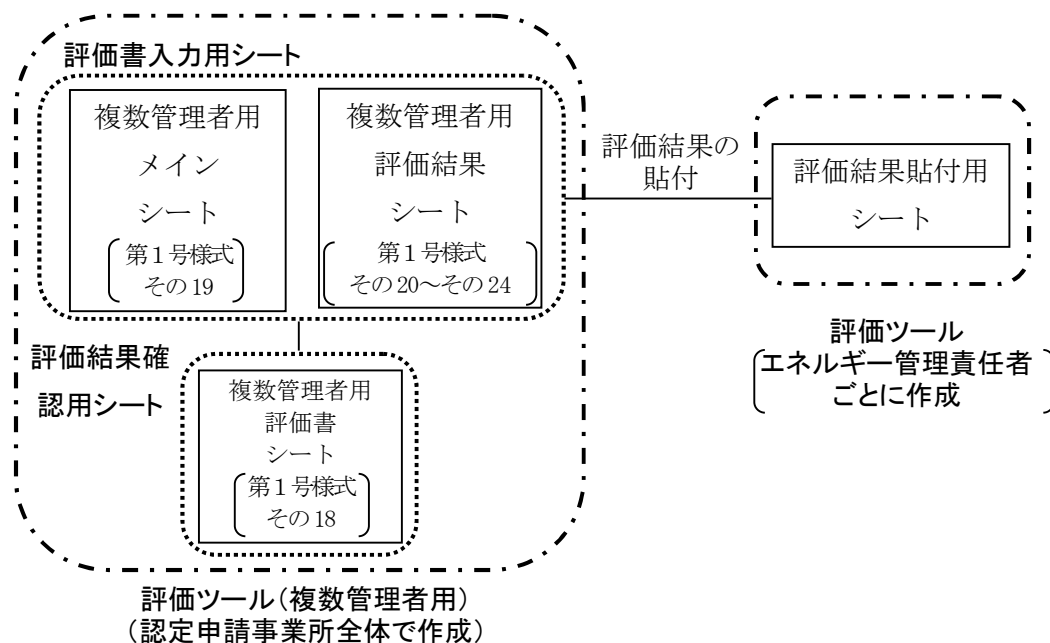 評価書入力用シート
複数管理者用
メイン
シート
第1号様式
その19
複数管理者用
評価結果
シート
第1号様式
その20~その24
評価結果の
貼付
評価結果貼付用
シート
評価ツール
エネルギー管理責任者
ごとに作成
評価結果確
認用シート
複数管理者用
評価書
シート
第1号様式
その18
評価ツール(複数管理者用)
(認定申請事業所全体で作成)